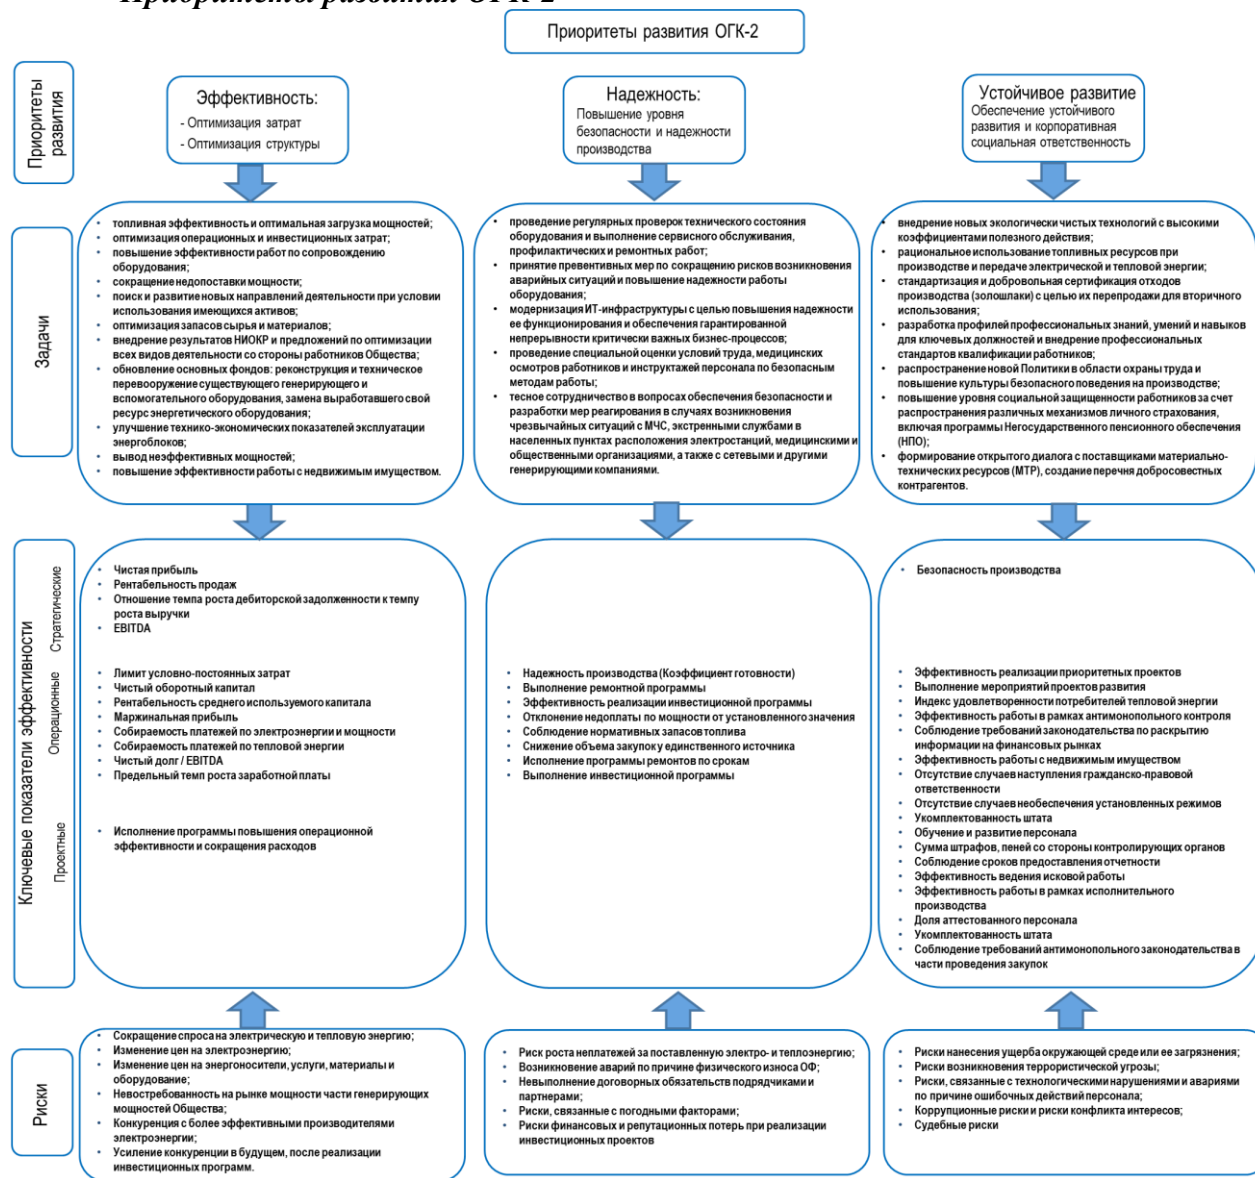 Приоритеты развития ОГК-2
Приоритеты развития ОГК-2
Приоритеты
развития
Эффективность:
- Оптимизация затрат
- Оптимизация структуры
Надежность:
Повышение уровня
безопасности и надежности
производства
Устойчивое развитие
Обеспечение устойчивого
развития и корпоративная
социальная ответственность
Задачи
• топливная эффективность и оптимальная загрузка мощностей;
• оптимизация операционных и инвестиционных затрат;
• повышение эффективности работ по сопровождению
оборудования;
• сокращение недопоставки мощности;
• поиск и развитие новых направлений деятельности при условии
использования имеющихся активов;
• оптимизация запасов сырья и материалов;
• внедрение результатов НИОКР и предложений по оптимизации
всех видов деятельности со стороны работников Общества;
• обновление основных фондов: реконструкция и техническое
перевооружение существующего генерирующего и
вспомогательного оборудования, замена выработавшего свой
ресурс энергетического оборудования;
• улучшение технико-экономических показателей эксплуатации
энергоблоков;
• вывод неэффективных мощностей;
• повышение эффективности работы с недвижимым имуществом.
• проведение регулярных проверок технического состояния
оборудования и выполнение сервисного обслуживания,
профилактических и ремонтных работ;
• принятие превентивных мер по сокращению рисков возникновения
аварийных ситуаций и повышение надежности работы
оборудования;
• модернизация ИТ-инфраструктуры с целью повышения надежности
ее функционирования и обеспечения гарантированной
непрерывности критически важных бизнес-процессов;
• проведение специальной оценки условий труда, медицинских
осмотров работников и инструктажей персонала по безопасным
методам работы;
• тесное сотрудничество в вопросах обеспечения безопасности и
разработки мер реагирования в случаях возникновения
чрезвычайных ситуаций с МЧС, экстренными службами в
населенных пунктах расположения электростанций, медицинскими и
общественными организациями, а также с сетевыми и другими
генерирующими компаниями.
• внедрение новых экологически чистых технологий с высокими
коэффициентами полезного действия;
• рациональное использование топливных ресурсов при
производстве и передаче электрической и тепловой энергии;
• стандартизация и добровольная сертификация отходов
производства (золошлаки) с целью их перепродажи для вторичного
использования;
• разработка профилей профессиональных знаний, умений и навыков
для ключевых должностей и внедрение профессиональных
стандартов квалификации работников;
• распространение новой Политики в области охраны труда и
повышение культуры безопасного поведения на производстве;
• повышение уровня социальной защищенности работников за счет
распространения различных механизмов личного страхования,
включая программы Негосударственного пенсионного обеспечения
(НПО);
• формирование открытого диалога с поставщиками материально-
технических ресурсов (МТР), создание перечня добросовестных
контрагентов.
Ключевые показатели эффективности
Стратегические
Операционные
Проектные
• Чистая прибыль
• Рентабельность продаж
• Отношение темпа роста дебиторской задолженности к темпу
роста выручки
• EBITDA
• Лимит условно-постоянных затрат
• Чистый оборотный капитал
• Рентабельность среднего используемого капитала
• Маржинальная прибыль
• Собираемость платежей по электроэнергии и мощности
• Собираемость платежей по тепловой энергии
• Чистый долг / EBITDA
• Предельный темп роста заработной платы
• Исполнение программы повышения операционной
эффективности и сокращения расходов
• Надежность производства (Коэффициент готовности)
• Выполнение ремонтной программы
• Эффективность реализации инвестиционной программы
• Отклонение недоплаты по мощности от установленного значения
• Соблюдение нормативных запасов топлива
• Снижение объема закупок у единственного источника
• Исполнение программы ремонтов по срокам
• Выполнение инвестиционной программы
• Безопасность производства
• Эффективность реализации приоритетных проектов
• Выполнение мероприятий проектов развития
• Индекс удовлетворенности потребителей тепловой энергии
• Эффективность работы в рамках антимонопольного контроля
• Соблюдение требований законодательства по раскрытию
информации на финансовых рынках
• Эффективность работы с недвижимым имуществом
• Отсутствие случаев наступления гражданско-правовой
ответственности
• Отсутствие случаев необеспечения установленных режимов
• Укомплектованность штата
• Обучение и развитие персонала
• Сумма штрафов, пеней со стороны контролирующих органов
• Соблюдение сроков предоставления отчетности
• Эффективность ведения исковой работы
• Эффективность работы в рамках исполнительного
производства
• Доля аттестованного персонала
• Укомплектованность штата
• Соблюдение требований антимонопольного законодательства в
части проведения закупок
Риски
• Сокращение спроса на электрическую и тепловую энергию;
• Изменение цен на электроэнергию;
• Изменение цен на энергоносители, услуги, материалы и
оборудование;
• Невостребованность на рынке мощности части генерирующих
мощностей Общества;
• Конкуренция с более эффективными производителями
электроэнергии;
• Усиление конкуренции в будущем, после реализации
инвестиционных программ.
• Риск роста неплатежей за поставленную электро- и теплоэнергию;
• Возникновение аварий по причине физического износа ОФ;
• Невыполнение договорных обязательств подрядчиками и
партнерами;
• Риски, связанные с погодными факторами;
• Риски финансовых и репутационных потерь при реализации
инвестиционных проектов
• Риски нанесения ущерба окружающей среде или ее загрязнения;
• Риски возникновения террористической угрозы;
• Риски, связанные с технологическими нарушениями и авариями
по причине ошибочных действий персонала;
• Коррупционные риски и риски конфликта интересов;
• Судебные риски